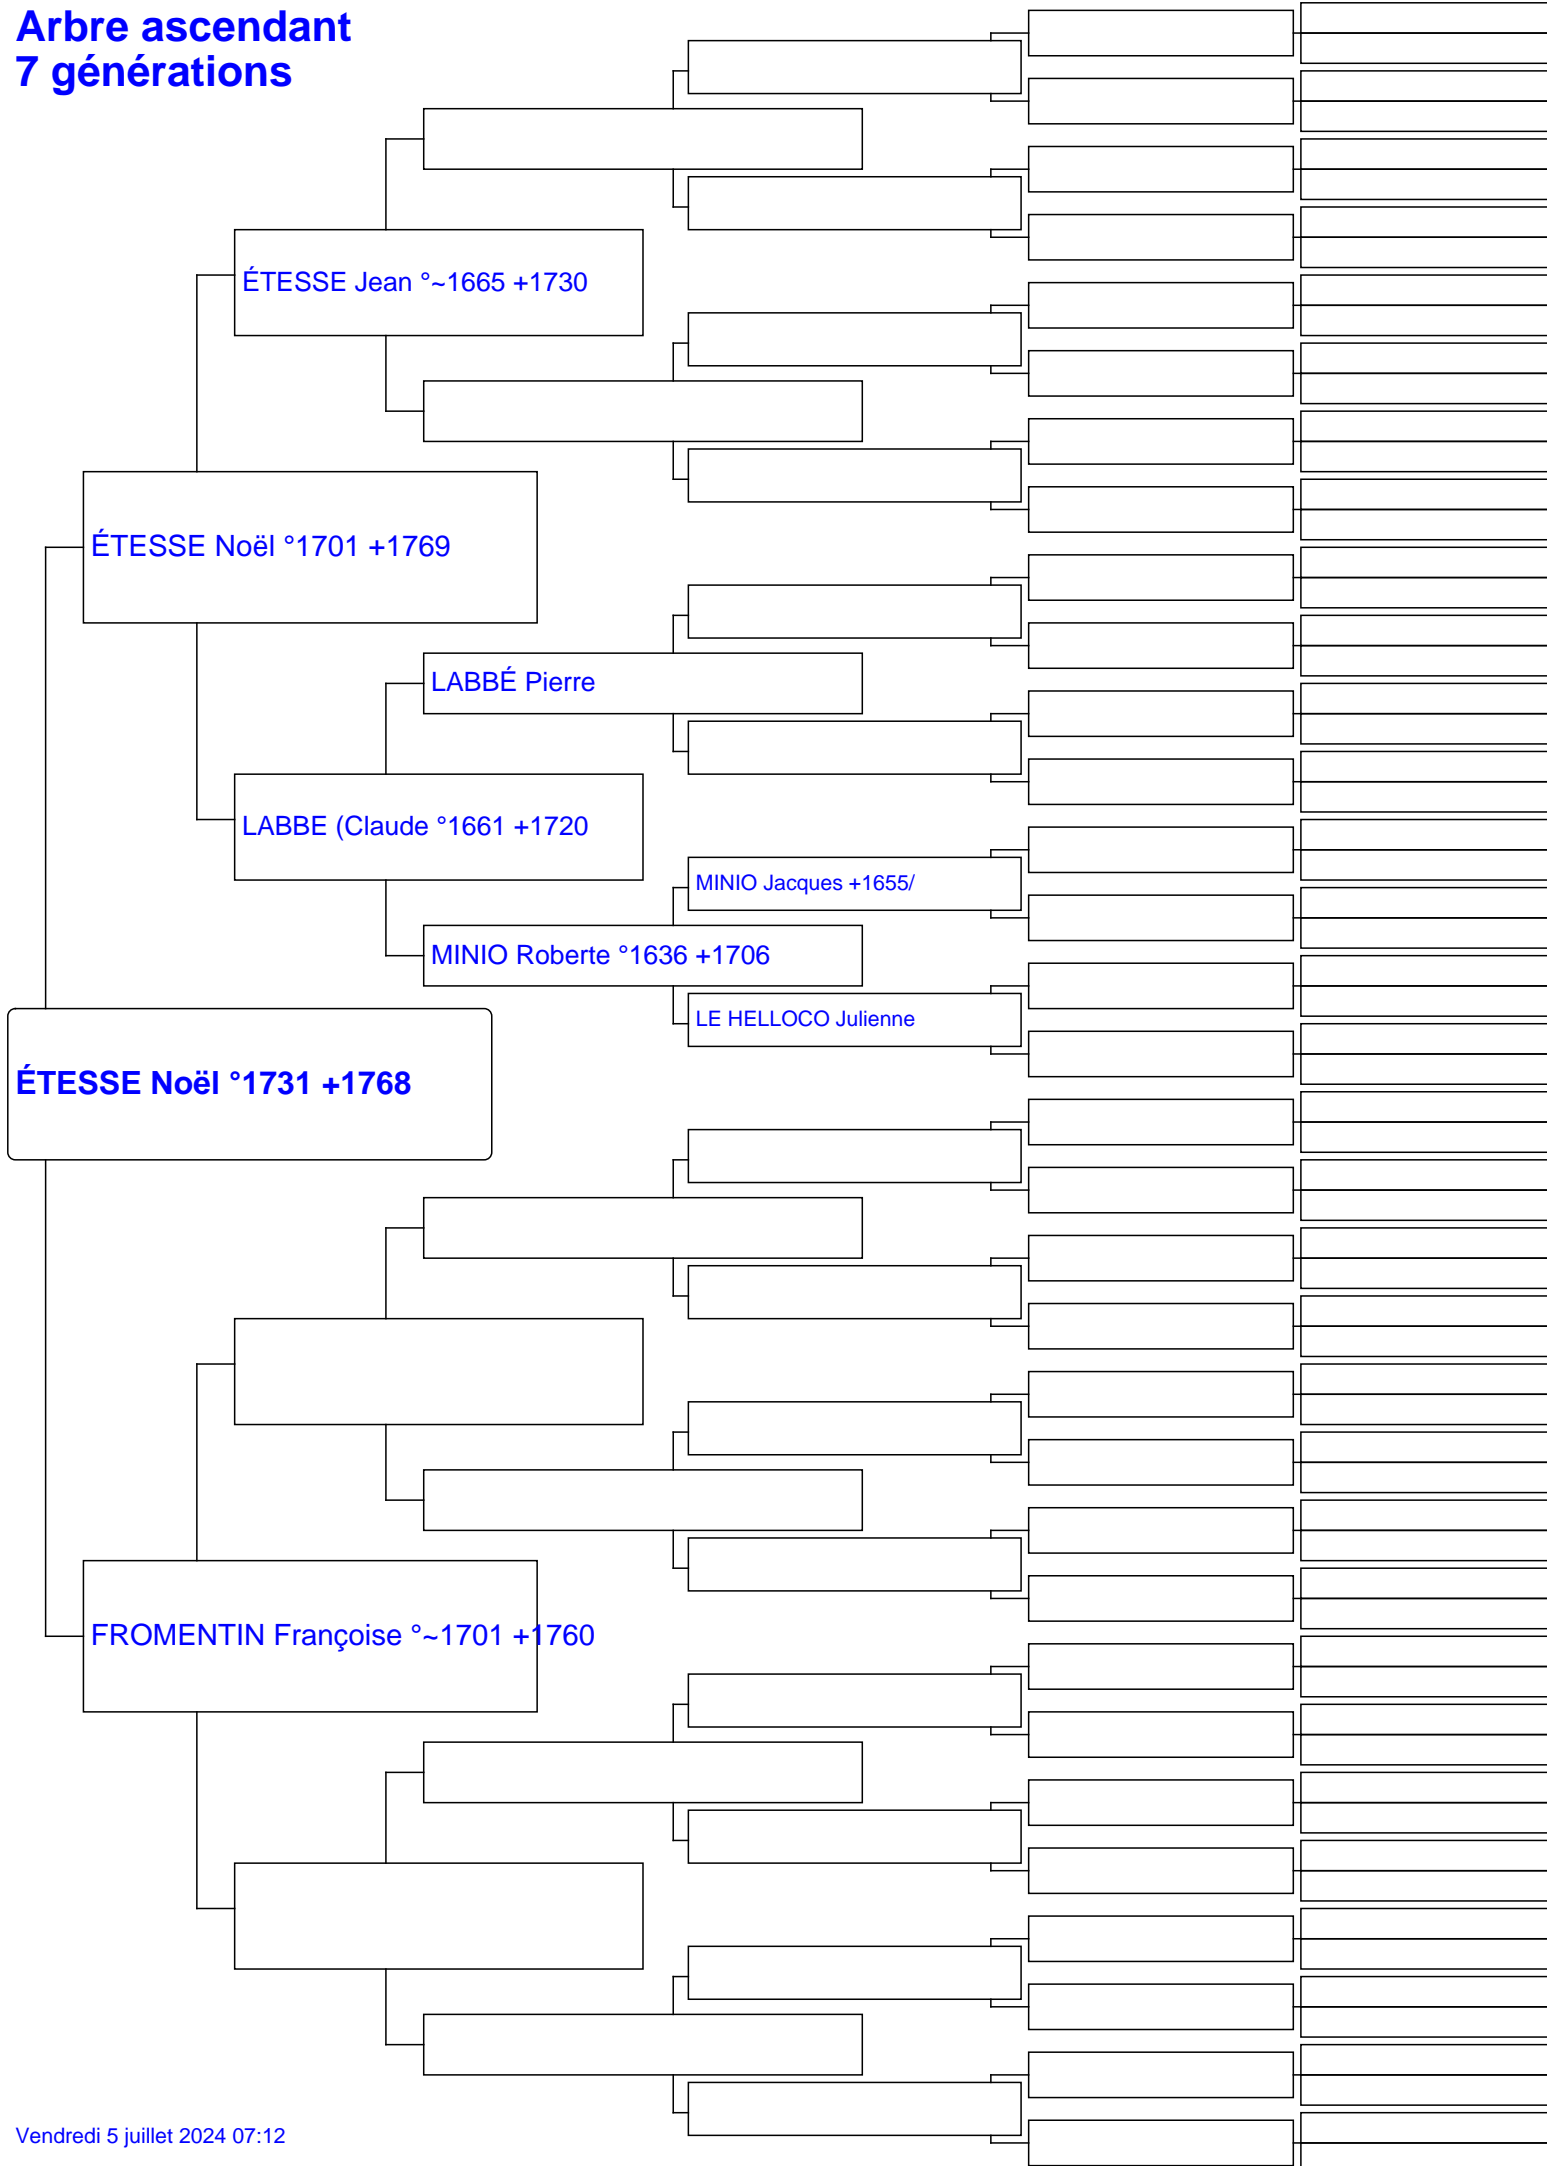 Arbre ascendant
7 générations
ÉTESSE Jean °~1665 +1730
ÉTESSE Noël °1701 +1769
LABBÉ Pierre
LABBE (Claude °1661 +1720
MINIO Jacques +1655/
MINIO Roberte °1636 +1706
LE HELLOCO Julienne
ÉTESSE Noël °1731 +1768
FROMENTIN Françoise °~1701 +1760
Vendredi 5 juillet 2024 07:12